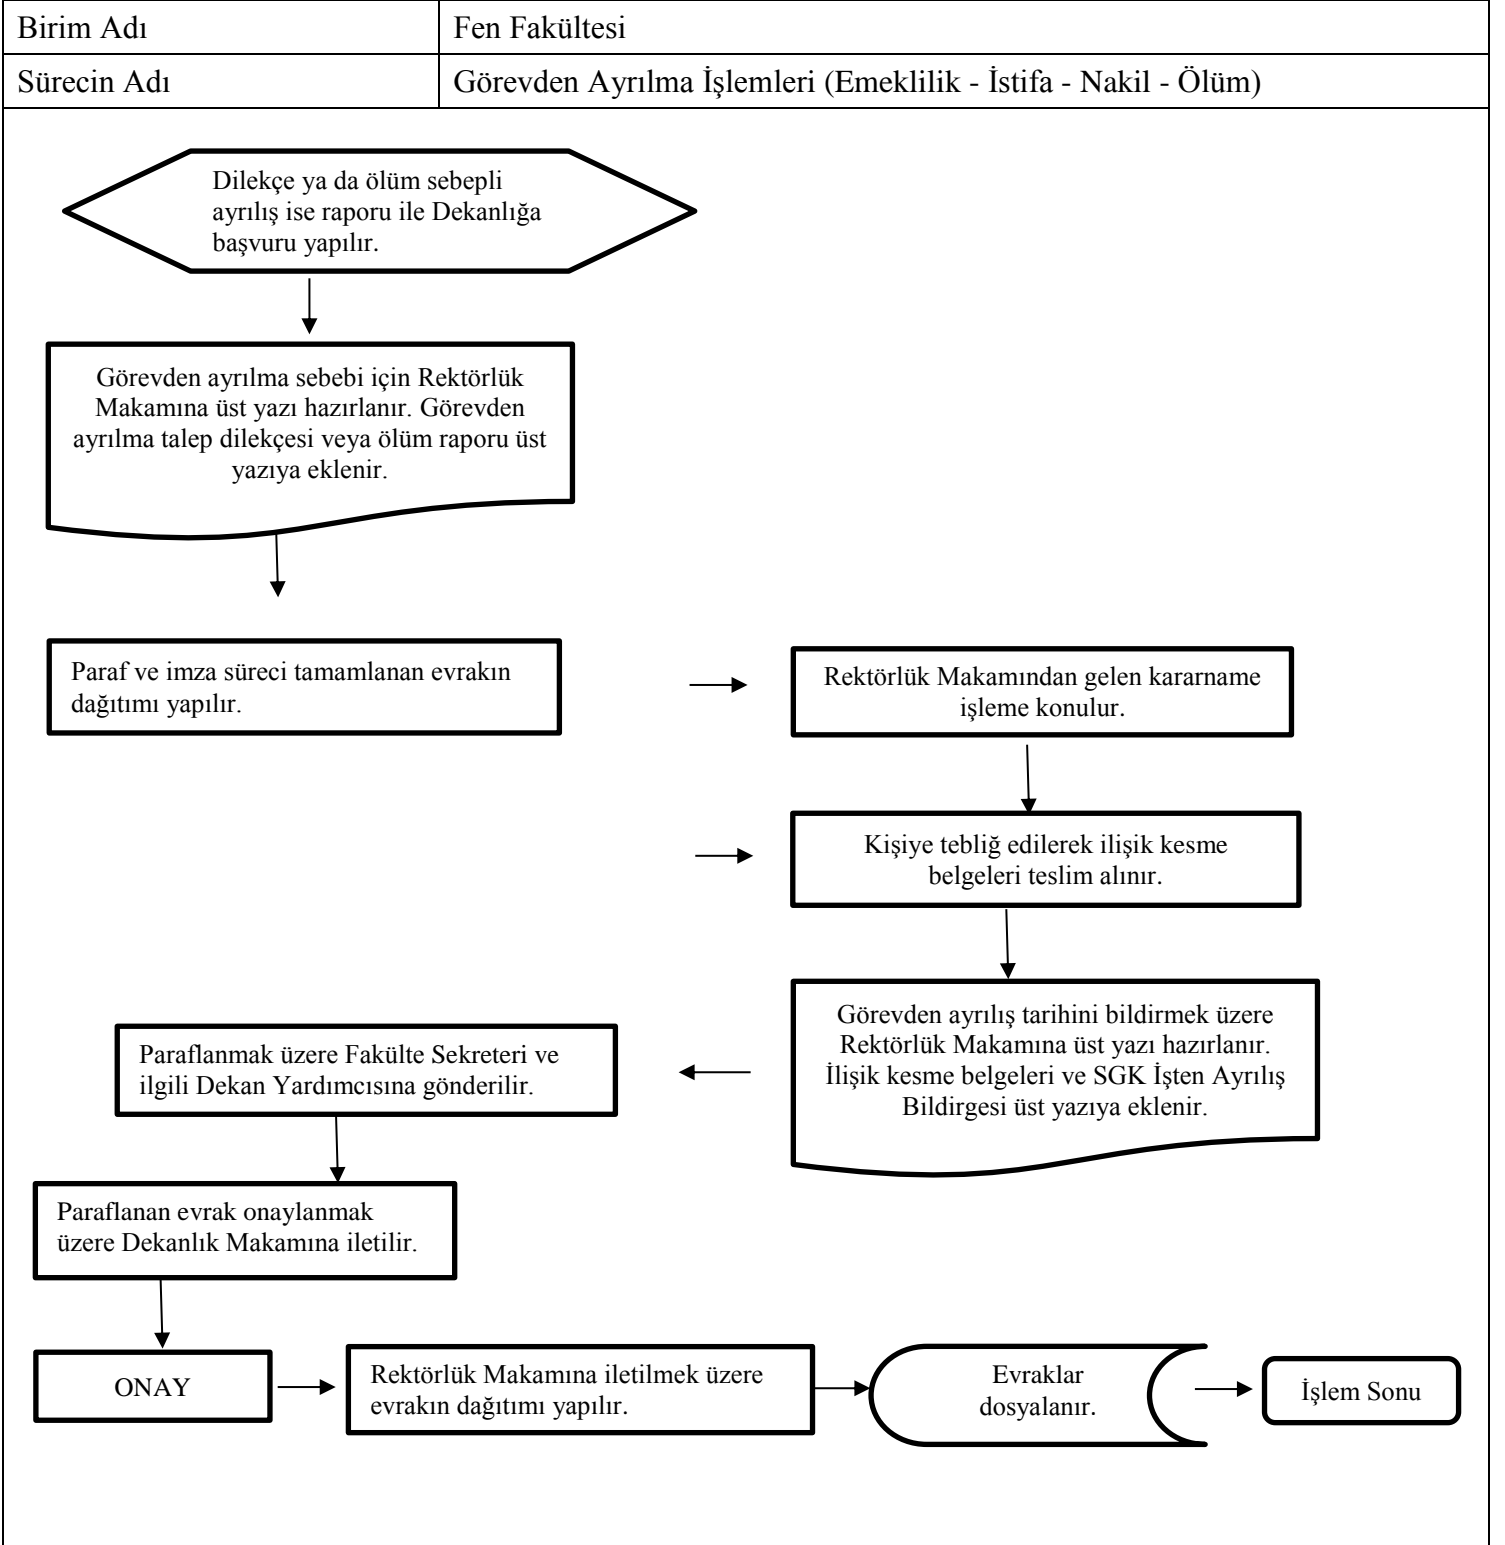 Birim Adı
Fen Fakültesi
Sürecin Adı
Görevden Ayrılma İşlemleri (Emeklilik - İstifa - Nakil - Ölüm)
Dilekçe ya da ölüm sebepli
ayrılış ise raporu ile Dekanlığa
başvuru yapılır.
Görevden ayrılma sebebi için Rektörlük
Makamına üst yazı hazırlanır. Görevden
ayrılma talep dilekçesi veya ölüm raporu üst
yazıya eklenir.
Paraf ve imza süreci tamamlanan evrakın
dağıtımı yapılır.
Rektörlük Makamından gelen kararname
işleme konulur.
Kişiye tebliğ edilerek ilişik kesme
belgeleri teslim alınır.
Görevden ayrılış tarihini bildirmek üzere
Rektörlük Makamına üst yazı hazırlanır.
İlişik kesme belgeleri ve SGK İşten Ayrılış
Bildirgesi üst yazıya eklenir.
Paraflanmak üzere Fakülte Sekreteri ve
ilgili Dekan Yardımcısına gönderilir.
Paraflanan evrak onaylanmak
üzere Dekanlık Makamına iletilir.
ONAY
Rektörlük Makamına iletilmek üzere
evrakın dağıtımı yapılır.
Evraklar
dosyalanır.
İşlem Sonu